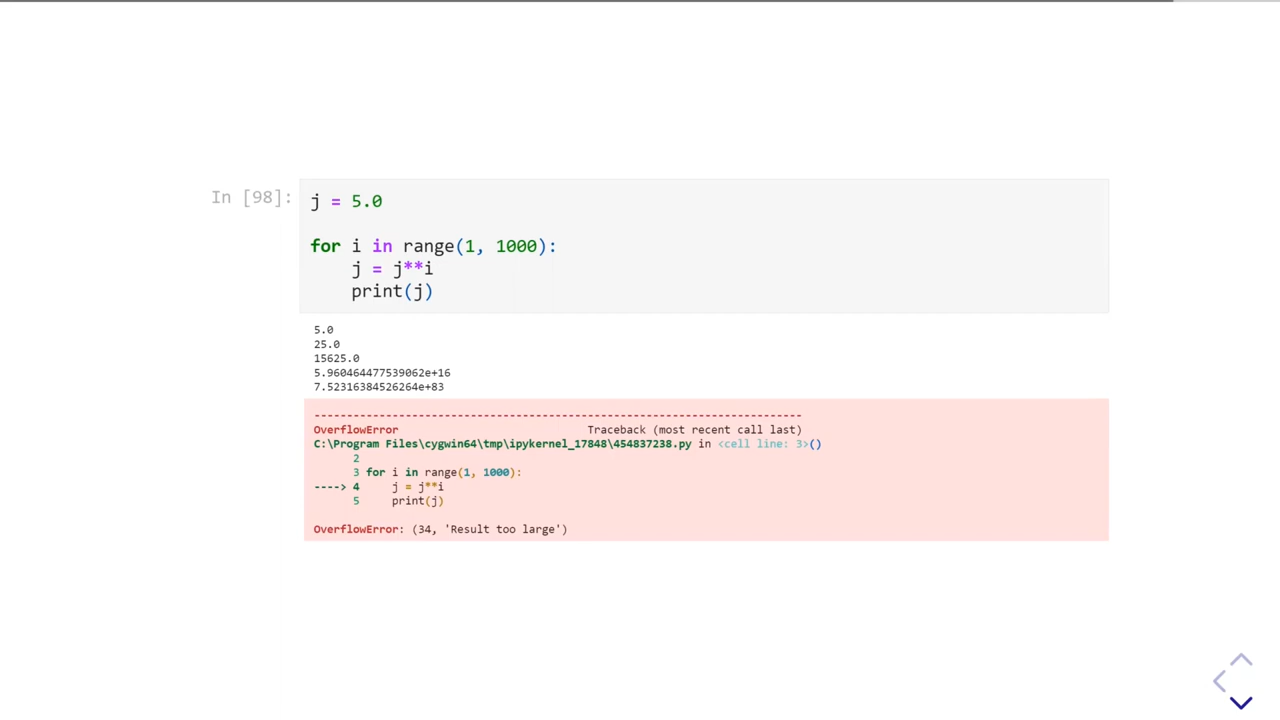 In [98]:
j = 5.0
for i in range(1, 1000):
    j = j**i
    print(j)
5.0
25.0
15625.0
5.960464477539062e+16
7.52316384526264e+83
---------------------------------------------------------------------------
OverflowError                             Traceback (most recent call last)
C:\Program Files\cygwin64\tmp\ipykernel_17848\454837238.py in <cell line: 3>()
      2
      3 for i in range(1, 1000):
----> 4     j = j**i
      5     print(j)
OverflowError: (34, 'Result too large')